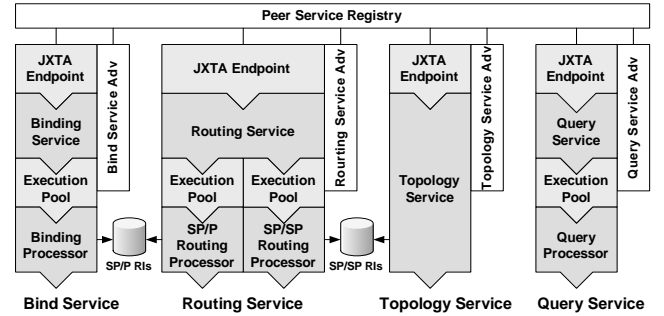 Peer Service Registry
JXTA
Endpoint
Binding
Service
Execution
Pool
Binding
Processor
Bind Service Adv
SP/P RIs
JXTA Endpoint
Routing Service
Execution
Pool
Execution
Pool
SP/P
Routing
Processor
SP/SP
Routing
Processor
Rourting Service Adv
SP/SP RIs
JXTA
Endpoint
Topology
Service
Topology Service Adv
JXTA
Endpoint
Query
Service
Execution
Pool
Query
Processor
Query Service Adv
Bind Service
Routing Service
Topology Service
Query Service